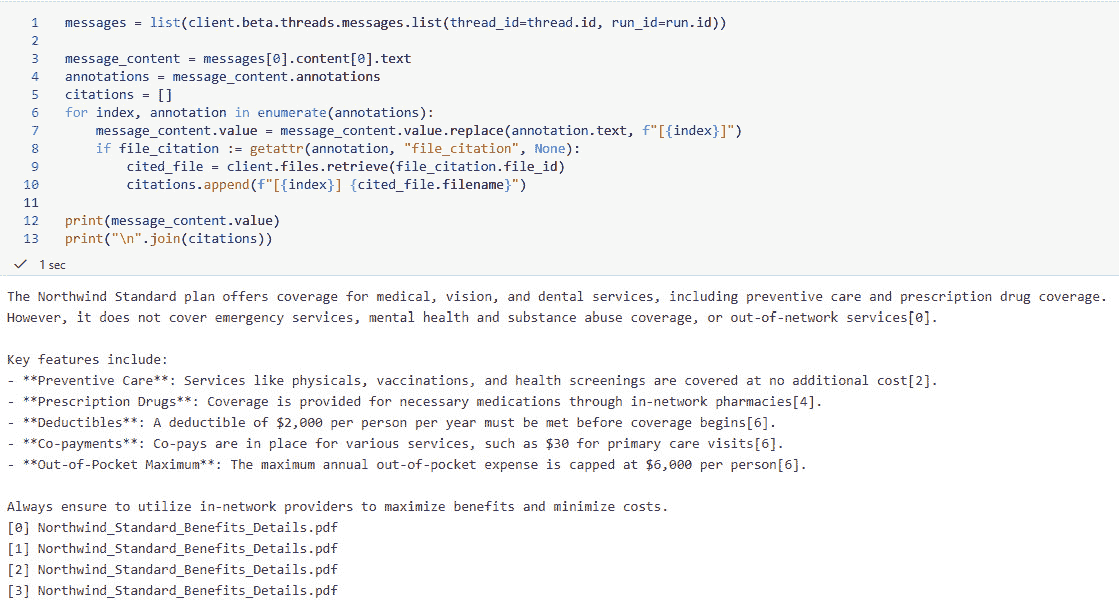 1 messages = list(client.beta.threads.messages.list(thread_id=thread.id, run_id=run.id))
2
3 message_content = messages[0].content[0].text
4 annotations = message_content.annotations
5 citations = []
6 for index, annotation in enumerate(annotations):
7     message_content.value = message_content.value.replace(annotation.text, f"[{index}]")
8     if file_citation := getattr(annotation, "file_citation", None):
9         cited_file = client.files.retrieve(file_citation.file_id)
10         citations.append(f"[{index}] {cited_file.filename}")
11
12 print(message_content.value)
13 print("\n".join(citations))
✓ 1 sec
The Northwind Standard plan offers coverage for medical, vision, and dental services, including preventive care and prescription drug coverage.
However, it does not cover emergency services, mental health and substance abuse coverage, or out-of-network services[0].
Key features include:
- **Preventive Care**: Services like physicals, vaccinations, and health screenings are covered at no additional cost[2].
- **Prescription Drugs**: Coverage is provided for necessary medications through in-network pharmacies[4].
- **Deductibles**: A deductible of $2,000 per person per year must be met before coverage begins[6].
- **Co-payments**: Co-pays are in place for various services, such as $30 for primary care visits[6].
- **Out-of-Pocket Maximum**: The maximum annual out-of-pocket expense is capped at $6,000 per person[6].
Always ensure to utilize in-network providers to maximize benefits and minimize costs.
[0] Northwind_Standard_Benefits_Details.pdf
[1] Northwind_Standard_Benefits_Details.pdf
[2] Northwind_Standard_Benefits_Details.pdf
[3] Northwind_Standard_Benefits_Details.pdf